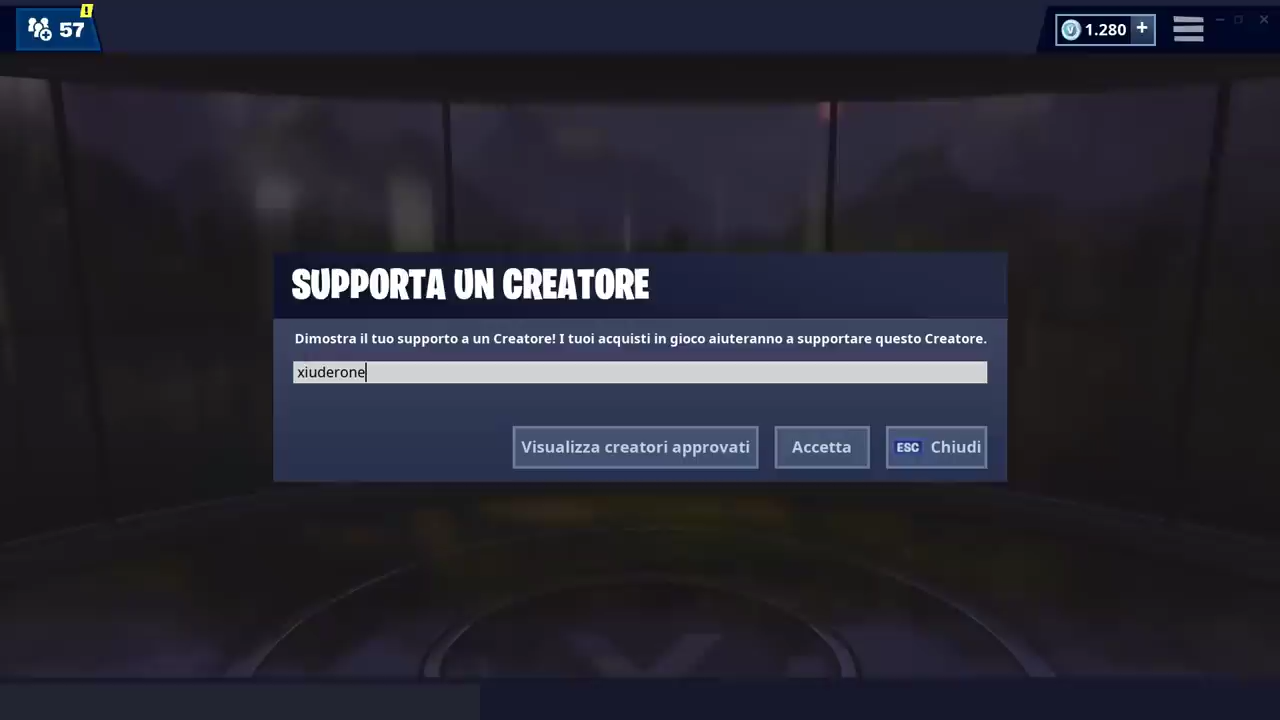 57
!
1.280 +
SUPPORTA UN CREATORE
Dimostra il tuo supporto a un Creatore! I tuoi acquisti in gioco aiuteranno a supportare questo Creatore.
xiuderone
Visualizza creatori approvati
Accetta
ESC Chiudi